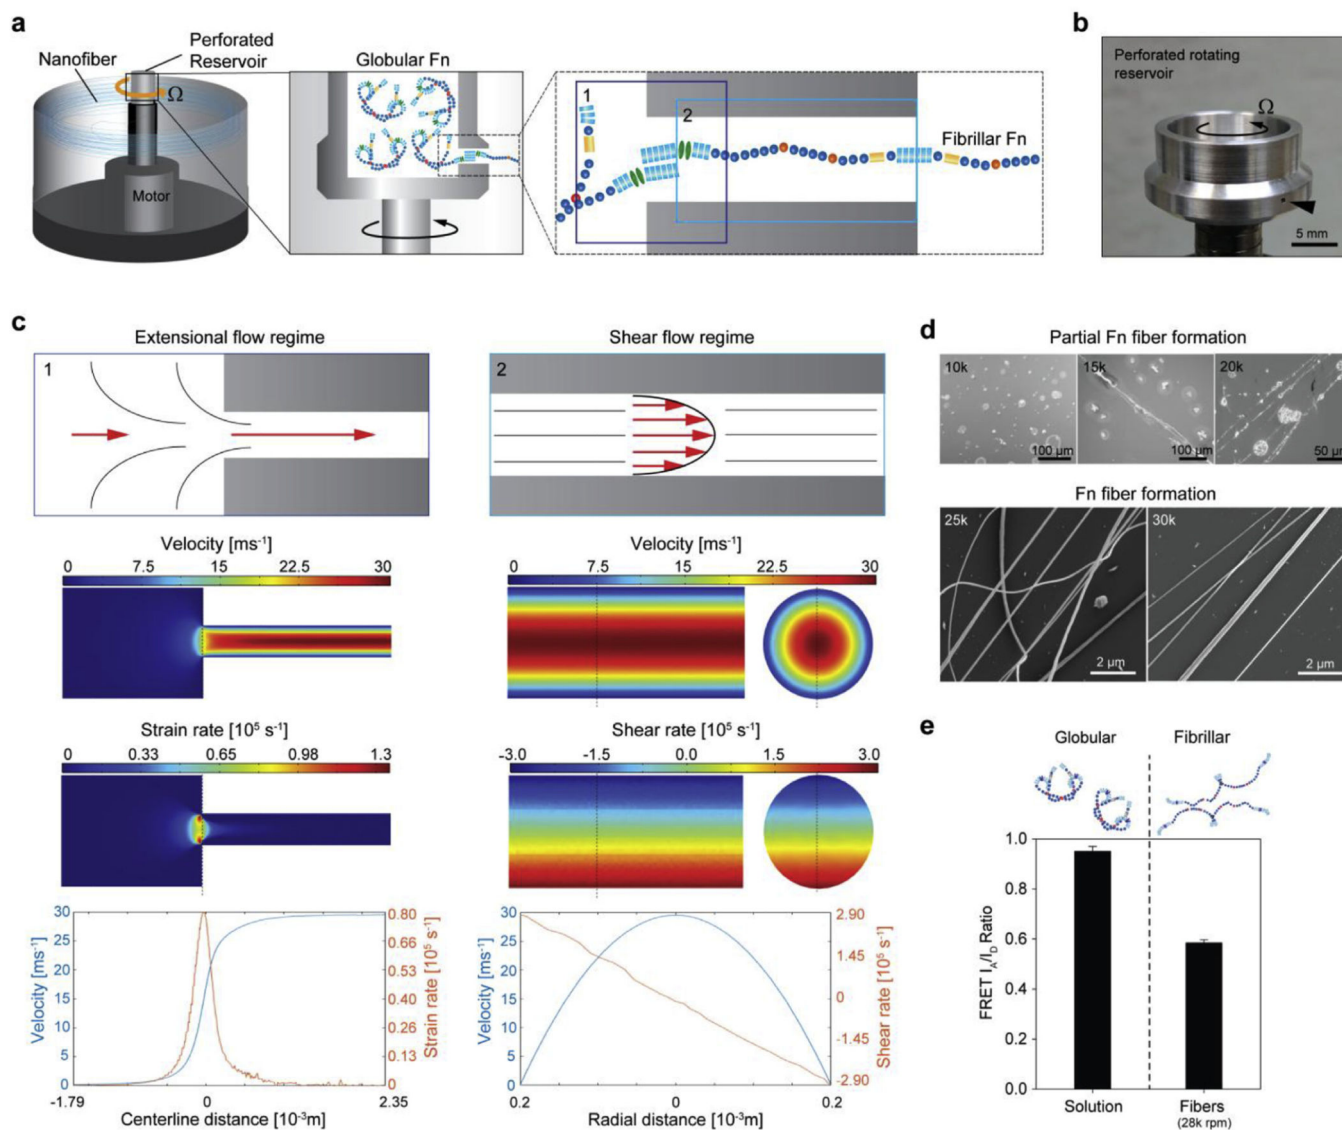 a
Nanofiber
Perforated
Reservoir
Ω
Motor
Globular Fn
1
2
Fibrillar Fn
b
Perforated rotating
reservoir
Ω
5 mm
c
Extensional flow regime
1
Velocity [ms⁻¹]
0 7.5 15 22.5 30
Strain rate [10⁵ s⁻¹]
0 0.33 0.65 0.98 1.3
30
25
20
15
10
5
0
Velocity [ms⁻¹]
0.80
0.66
0.53
0.40
0.26
0.13
0
Strain rate [10⁵ s⁻¹]
-1.79 0 2.35
Centerline distance [10⁻³m]
Shear flow regime
2
Velocity [ms⁻¹]
0 7.5 15 22.5 30
Shear rate [10⁵ s⁻¹]
-3.0 -1.5 0.0 1.5 3.0
30
25
20
15
10
5
0
Velocity [ms⁻¹]
2.90
1.45
0
-1.45
-2.90
Shear rate [10⁵ s⁻¹]
0.2 0 0.2
Radial distance [10⁻³m]
d
Partial Fn fiber formation
10k
100 μm
15k
100 μm
20k
50 μm
Fn fiber formation
25k
2 μm
30k
2 μm
e
Globular
Fibrillar
1.0
0.8
0.6
0.4
0.2
0.0
FRET I_A/I_D Ratio
Solution
Fibers
(28k rpm)